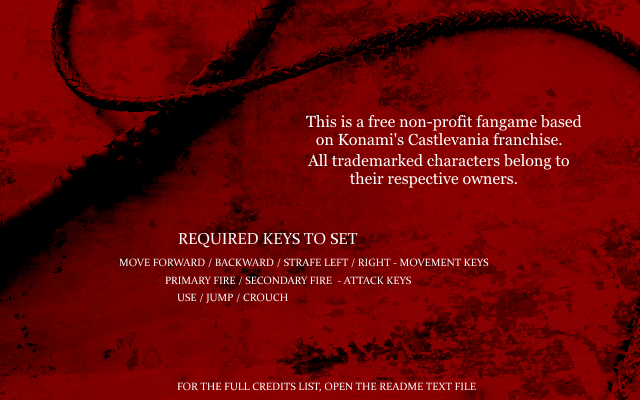 This is a free non-profit fangame based
on Konami's Castlevania franchise.
All trademarked characters belong to
their respective owners.
REQUIRED KEYS TO SET
MOVE FORWARD / BACKWARD / STRAFE LEFT / RIGHT - MOVEMENT KEYS
PRIMARY FIRE / SECONDARY FIRE - ATTACK KEYS
USE / JUMP / CROUCH
FOR THE FULL CREDITS LIST, OPEN THE README TEXT FILE